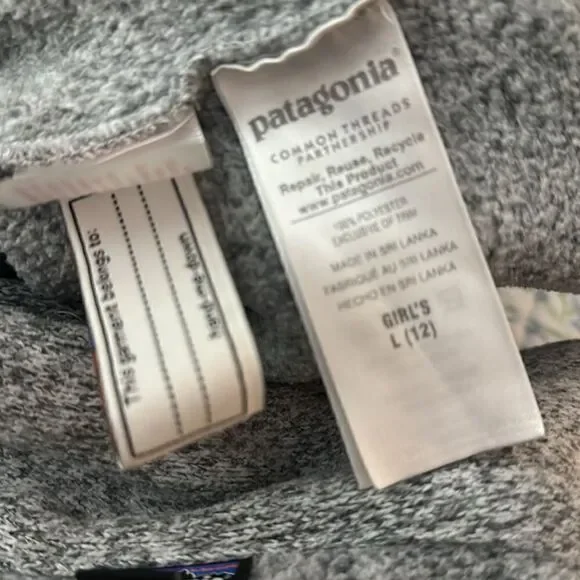 patagonia®
COMMON THREADS
PARTNERSHIP
Repair, Reuse, Recycle
This Product
www.patagonia.com
100% POLYESTER
EXCLUSIVE OF TRIM
MADE IN SRI LANKA
FABRIQUÉ AU SRI LANKA
HECHO EN SRI LANKA
GIRL'S
L (12)
This garment belongs to:
Hand me down